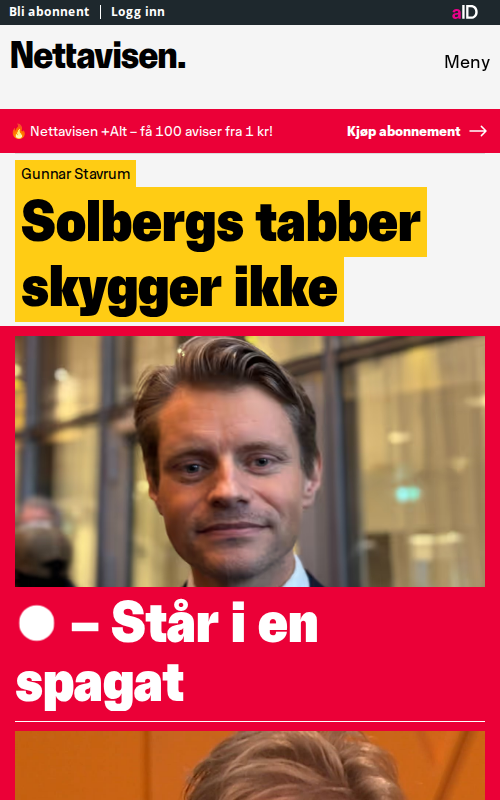 Bli abonnent Logg inn aID
Nettavisen.
Meny
🔥 Nettavisen +Alt – få 100 aviser fra 1 kr! Kjøp abonnement →
Gunnar Stavrum
Solbergs tabber
skygger ikke
– Står i en
spagat